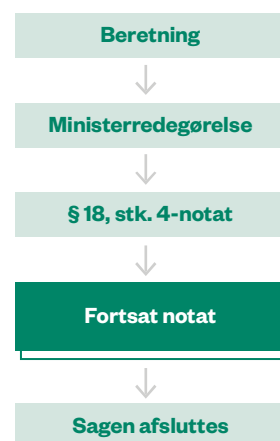 Beretning
Ministerredegørelse
§ 18, stk. 4-notat
Fortsat notat
Sagen afsluttes